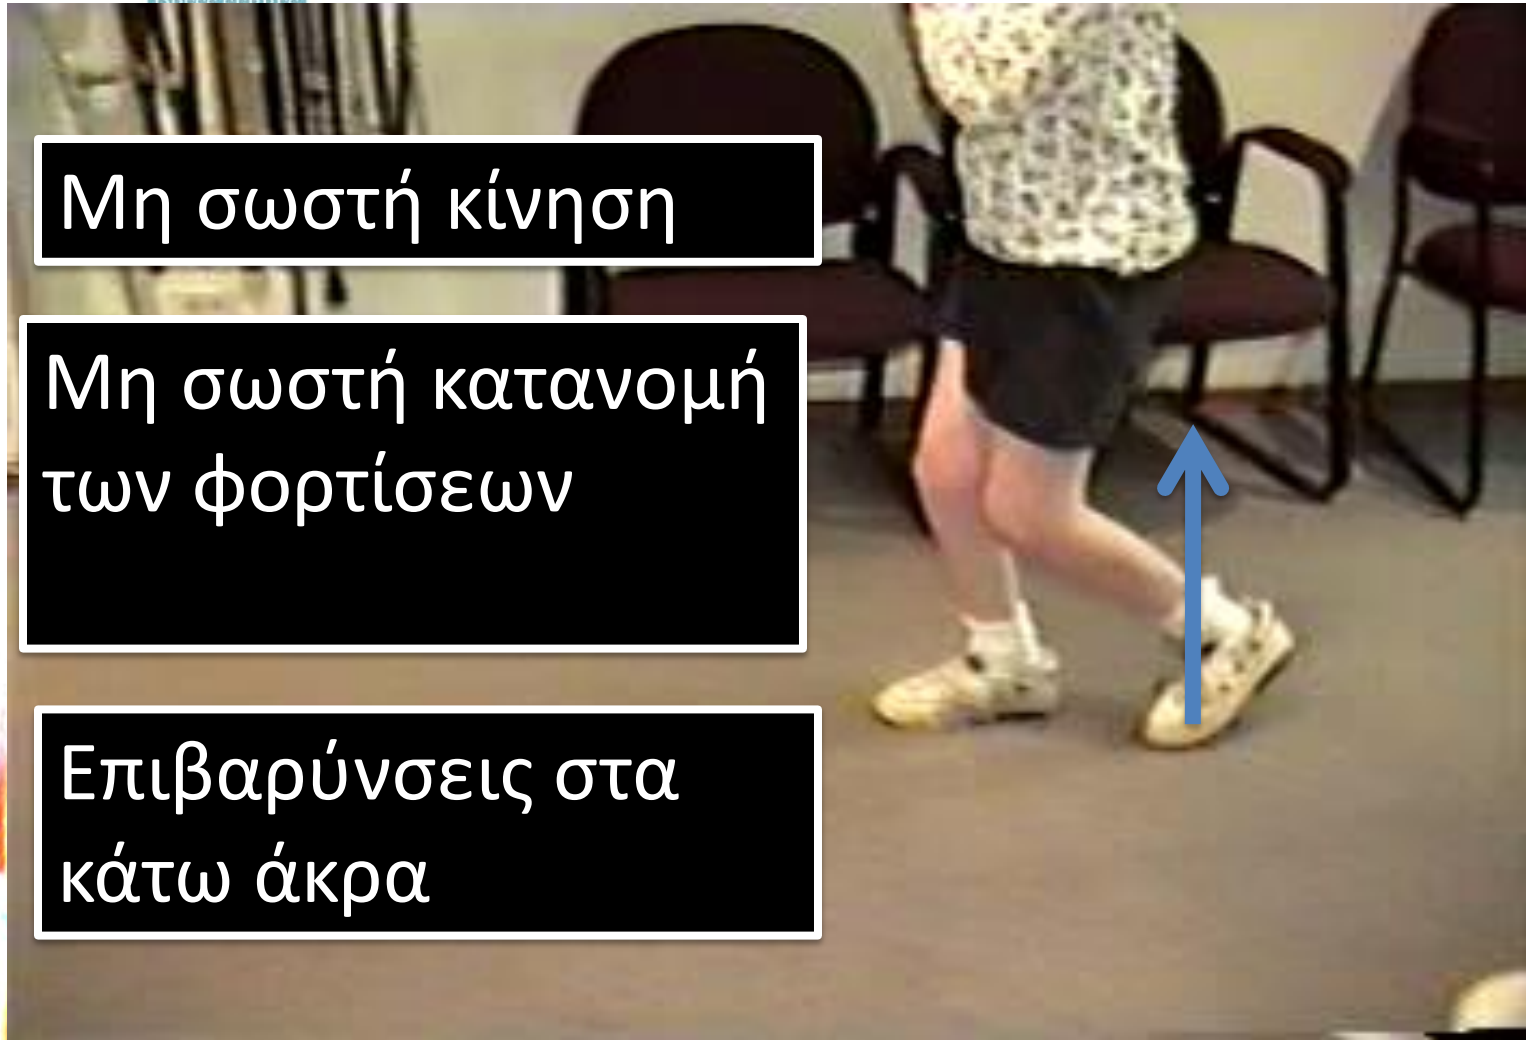 Μη σωστή κίνηση
Μη σωστή κατανομή
των φορτίσεων
Επιβαρύνσεις στα
κάτω άκρα